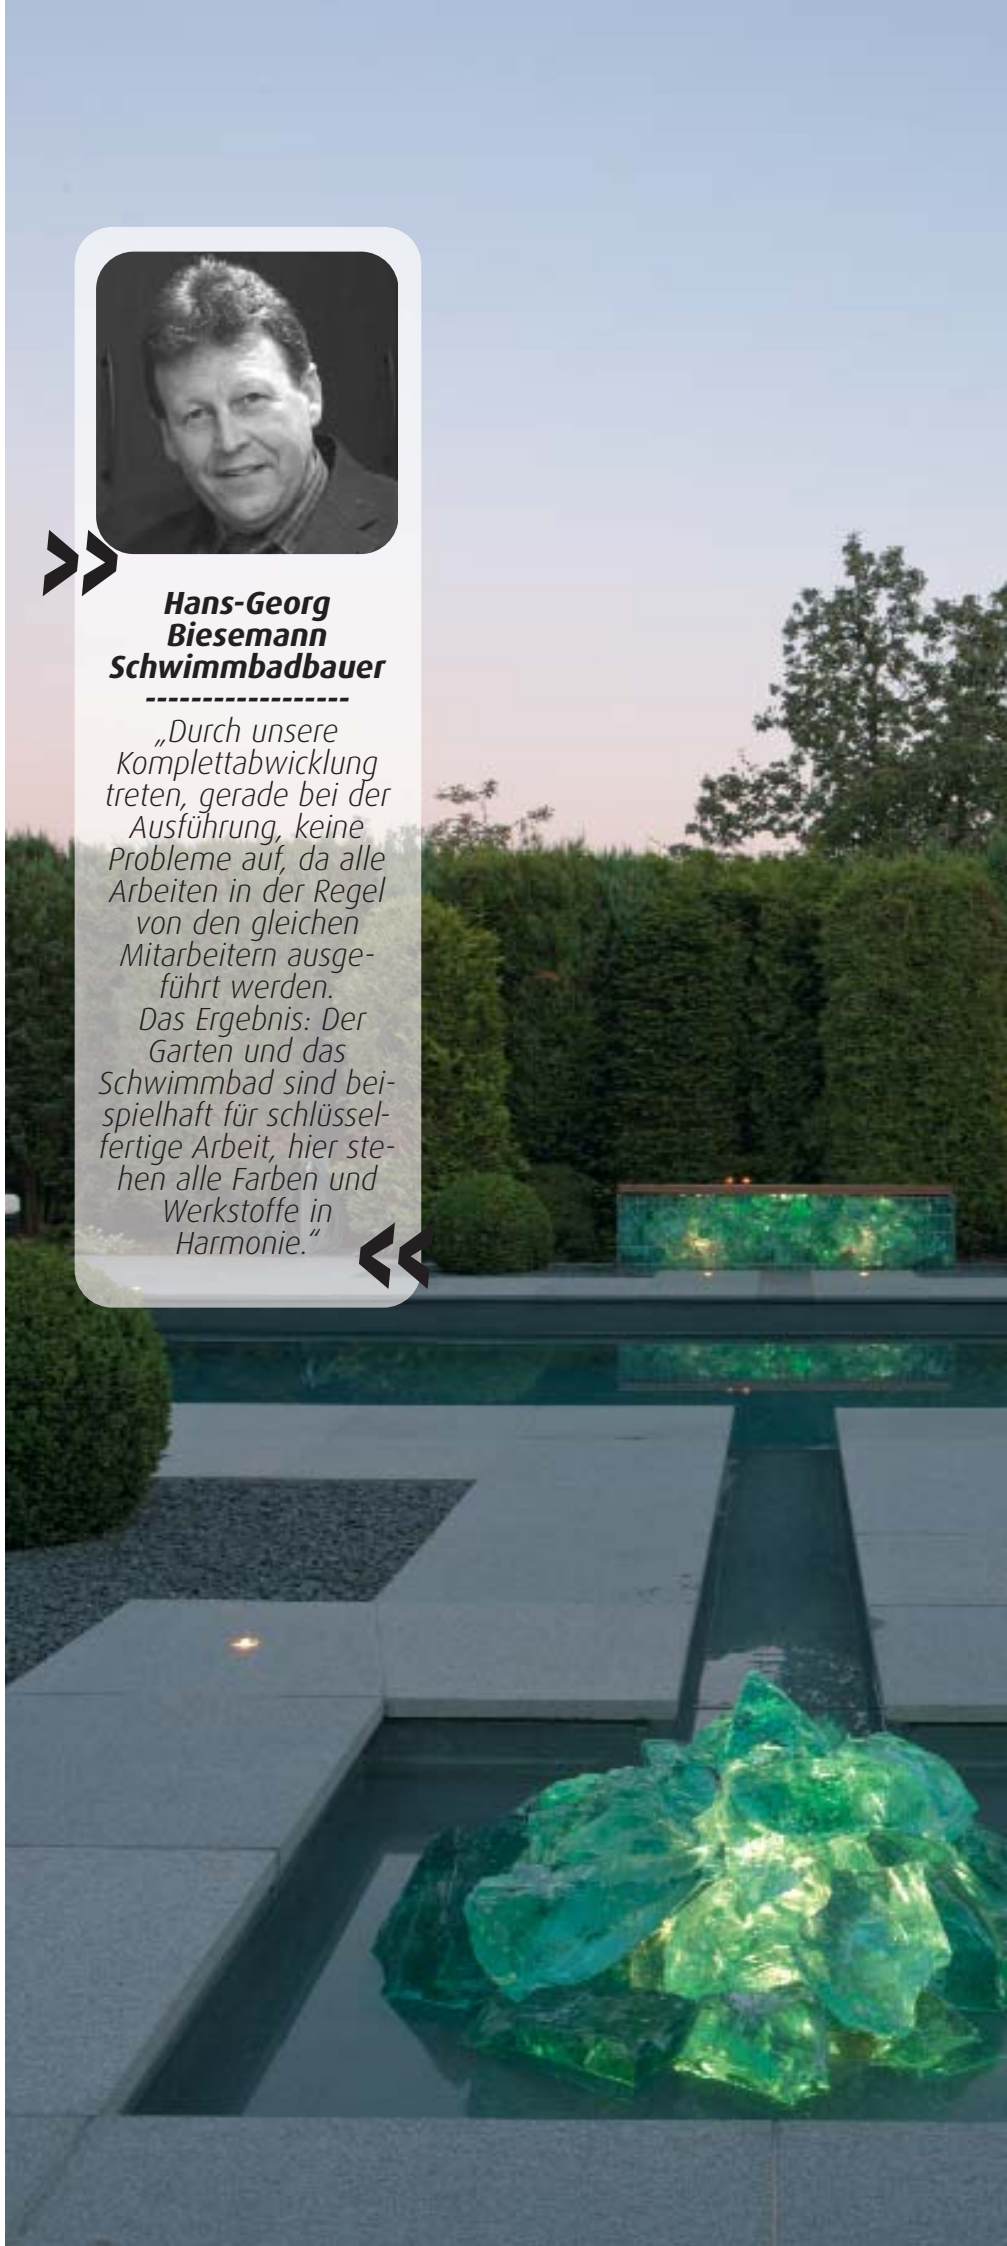 »
Hans-Georg
Biesemann
Schwimmbadbauer
------------------
„Durch unsere
Komplettabwicklung
treten, gerade bei der
Ausführung, keine
Probleme auf, da alle
Arbeiten in der Regel
von den gleichen
Mitarbeitern ausge-
führt werden.
Das Ergebnis: Der
Garten und das
Schwimmbad sind bei-
spielhaft für schlüssel-
fertige Arbeit, hier ste-
hen alle Farben und
Werkstoffe in
Harmonie.“
«